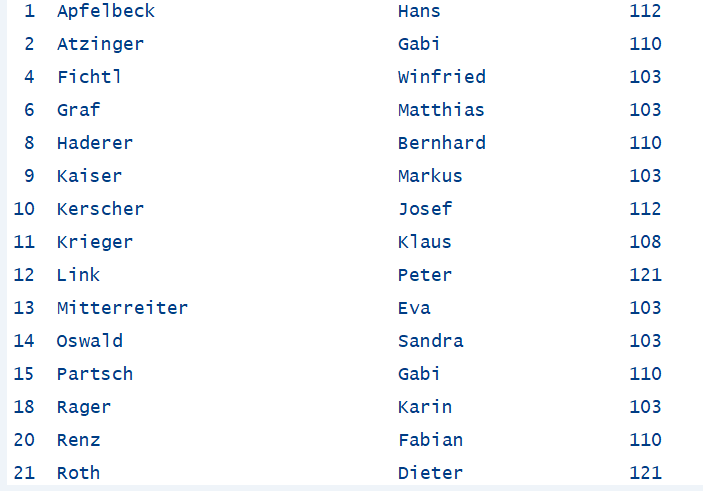 1 Apfelbeck Hans 112
2 Atzinger Gabi 110
4 Fichtl Winfried 103
6 Graf Matthias 103
8 Haderer Bernhard 110
9 Kaiser Markus 103
10 Kerscher Josef 112
11 Krieger Klaus 108
12 Link Peter 121
13 Mitterreiter Eva 103
14 Oswald Sandra 103
15 Partsch Gabi 110
18 Rager Karin 103
20 Renz Fabian 110
21 Roth Dieter 121